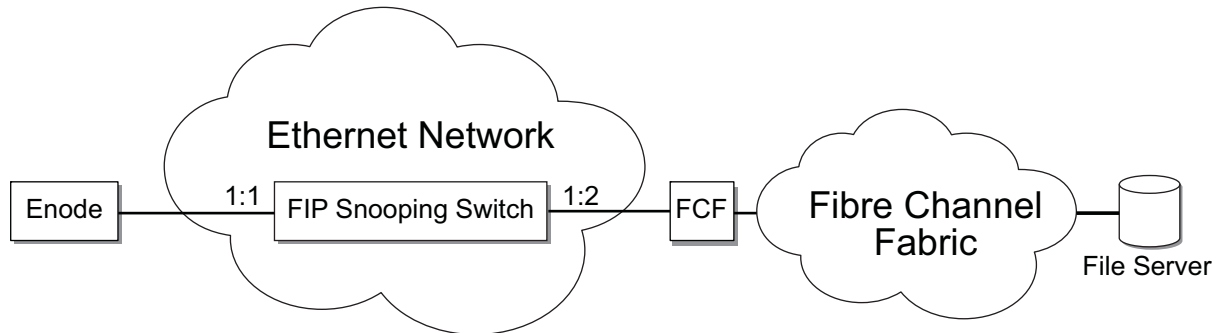 Ethernet Network
Enode
1:1
FIP Snooping Switch
1:2
FCF
Fibre Channel
Fabric
File Server